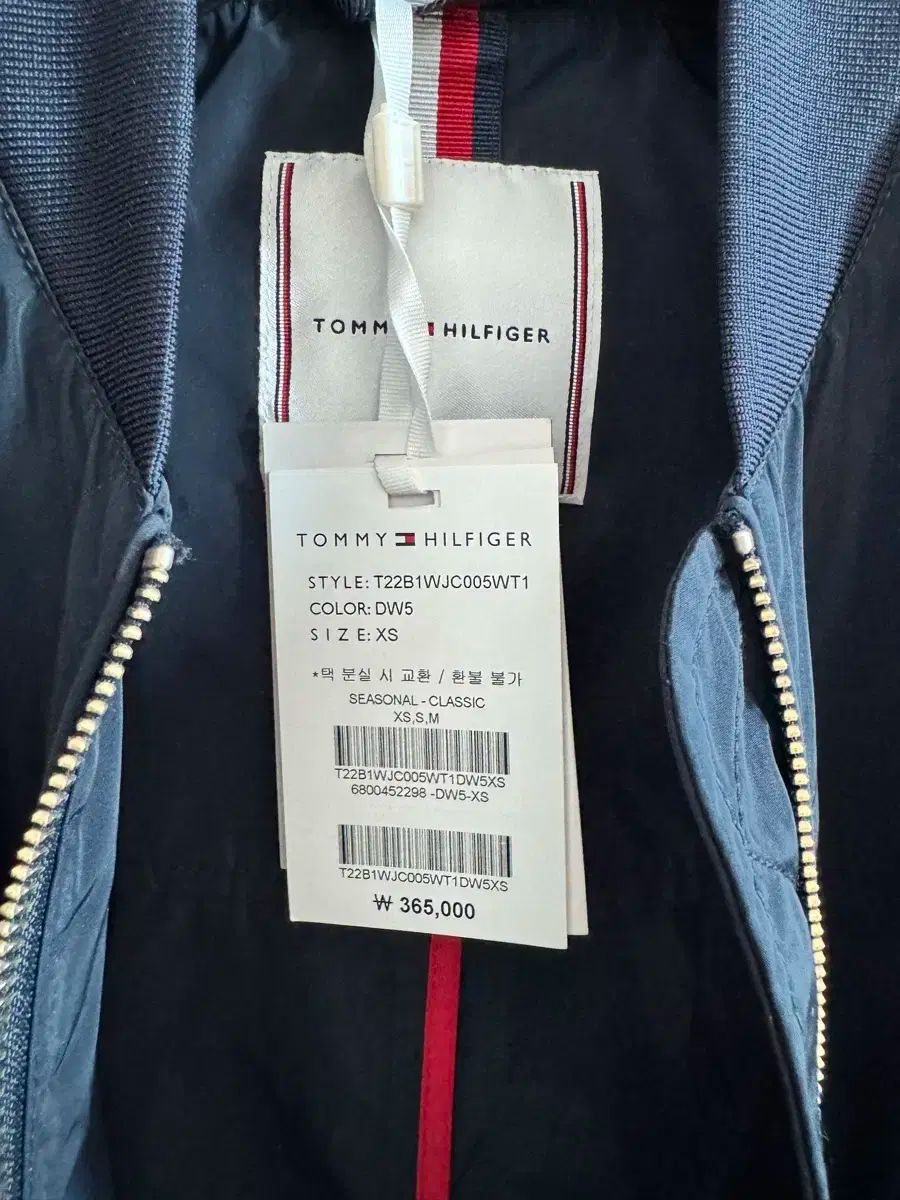 TOMMY HILFIGER
TOMMY HILFIGER
STYLE: T22B1WJC005WT1
COLOR: DW5
SIZE: XS
*택 분실 시 교환 / 환불 불가
SEASONAL - CLASSIC
XS,S,M
T22B1WJC005WT1DW5XS
6800452298 -DW5-XS
T22B1WJC005WT1DW5XS
₩ 365,000